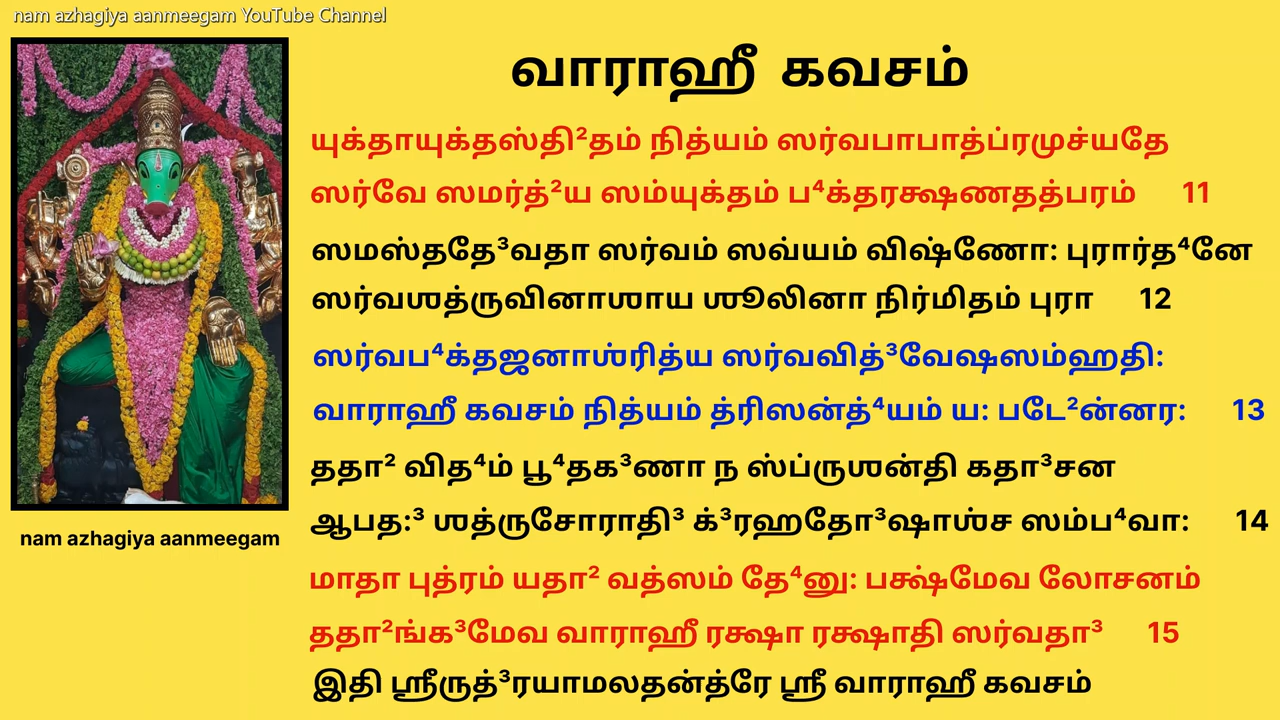 nam azhagiya aanmeegam YouTube Channel
வாராஹீ கவசம்
யுக்தாயுக்தஸ்தி²தம் நித்யம் ஸர்வபாபாத்ப்ரமுச்யதே
ஸர்வே ஸமர்த்²ய ஸம்யுக்தம் ப⁴க்தரக்ஷணதத்பரம் 11
ஸமஸ்ததே³வதா ஸர்வம் ஸவ்யம் விஷ்ணோ: புரார்த⁴னே
ஸர்வஶத்ருவினாஶாய ஶூலினா நிர்மிதம் புரா 12
ஸர்வப⁴க்தஜனாஶ்ரித்ய ஸர்வவித்³வேஷஸம்ஹதி:
வாராஹீ கவசம் நித்யம் த்ரிஸன்த்⁴யம் ய: படே²ன்னர: 13
ததா² வித⁴ம் பூ⁴தக³ணா ந ஸ்ப்ருஶன்தி கதா³சன
ஆபத:³ ஶத்ருசோராதி³ க்³ரஹதோ³ஷாஶ்ச ஸம்ப⁴வா: 14
மாதா புத்ரம் யதா² வத்ஸம் தே⁴னு: பக்ஷ்மேவ லோசனம்
ததா²ங்க³மேவ வாராஹீ ரக்ஷா ரக்ஷாதி ஸர்வதா³ 15
இதி ஶ்ரீருத்³ரயாமலதன்த்ரே ஶ்ரீ வாராஹீ கவசம்
nam azhagiya aanmeegam